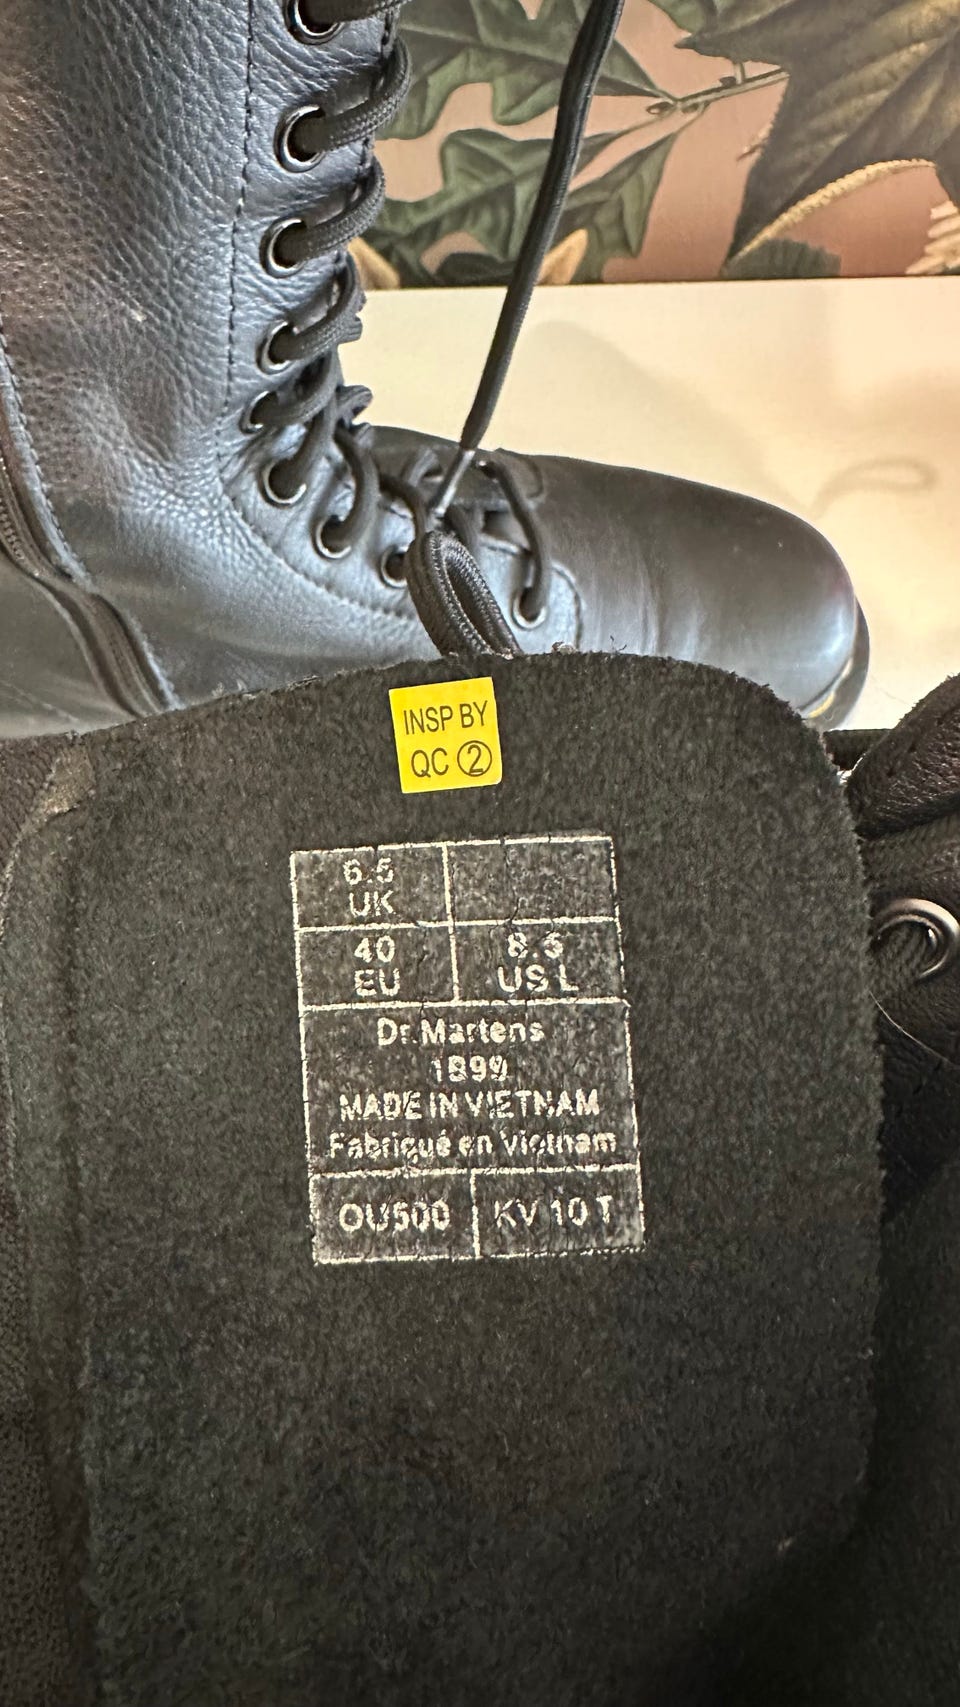 INSP BY
QC ②
6.5
UK
40
EU
8.5
US L
Dr.Martens
1B99
MADE IN VIETNAM
Fabriqué en Vietnam
OU500
KV 10 T